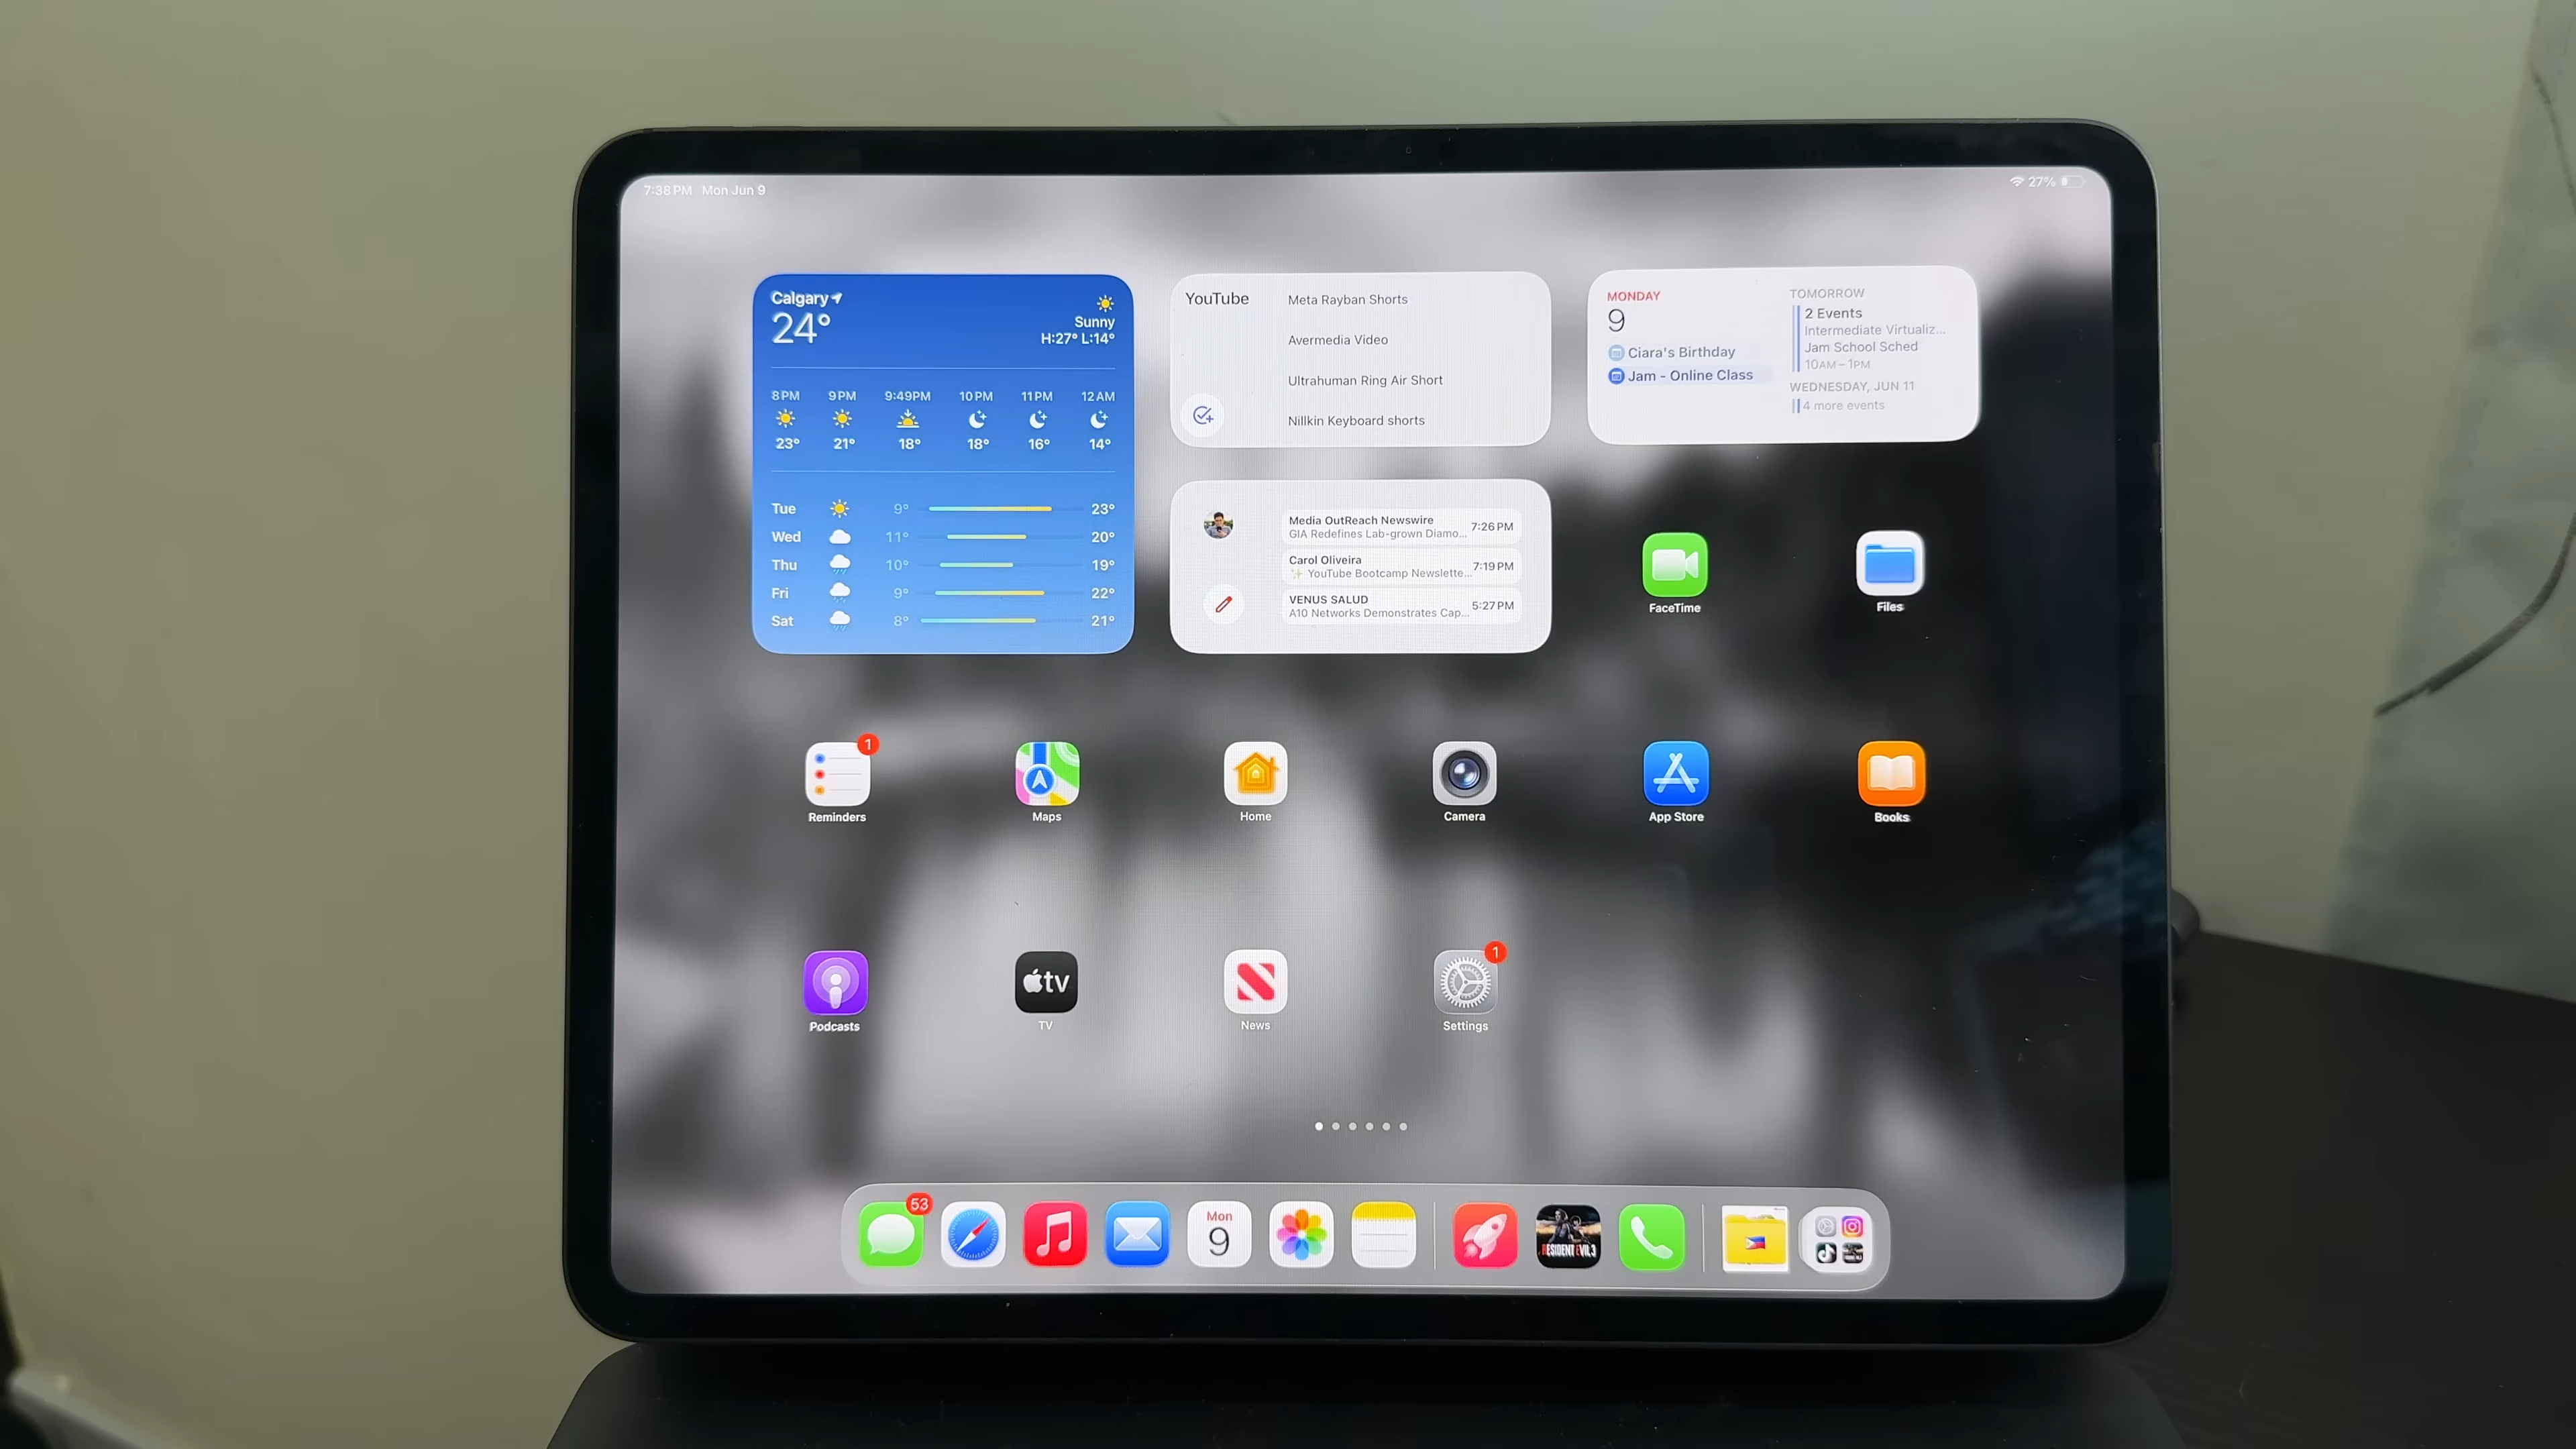 7:38 PM Mon Jun 9
27%
Calgary
24°
Sunny
H:27° L:14°
8PM 9PM 9:49PM 10PM 11PM 12AM
23° 21° 18° 18° 16° 14°
Tue 9° 23°
Wed 11° 20°
Thu 10° 19°
Fri 9° 22°
Sat 8° 21°
YouTube
Meta Rayban Shorts
Avermedia Video
Ultrahuman Ring Air Short
Nillkin Keyboard shorts
MONDAY
9
Ciara's Birthday
Jam - Online Class
TOMORROW
2 Events
Intermediate Virtualiz...
Jam School Sched
10AM–1PM
WEDNESDAY, JUN 11
4 more events
Media OutReach Newswire
GIA Redefines Lab-grown Diamo...
7:26 PM
Carol Oliveira
✨ YouTube Bootcamp Newslette...
7:19 PM
VENUS SALUD
A10 Networks Demonstrates Cap...
5:27 PM
FaceTime
Files
1
Reminders
Maps
Home
Camera
App Store
Books
Podcasts
tv
TV
News
1
Settings
53
Mon
9
RESIDENT EVIL 3